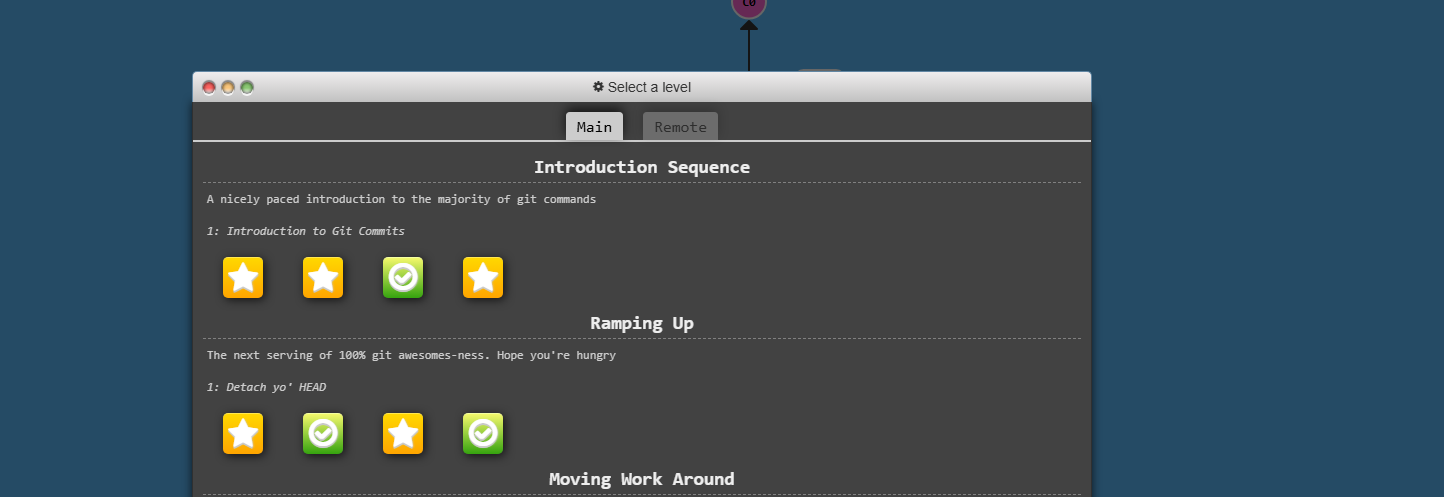 C0
Select a level
Main
Remote
Introduction Sequence
A nicely paced introduction to the majority of git commands
1: Introduction to Git Commits
Ramping Up
The next serving of 100% git awesomes-ness. Hope you're hungry
1: Detach yo' HEAD
Moving Work Around